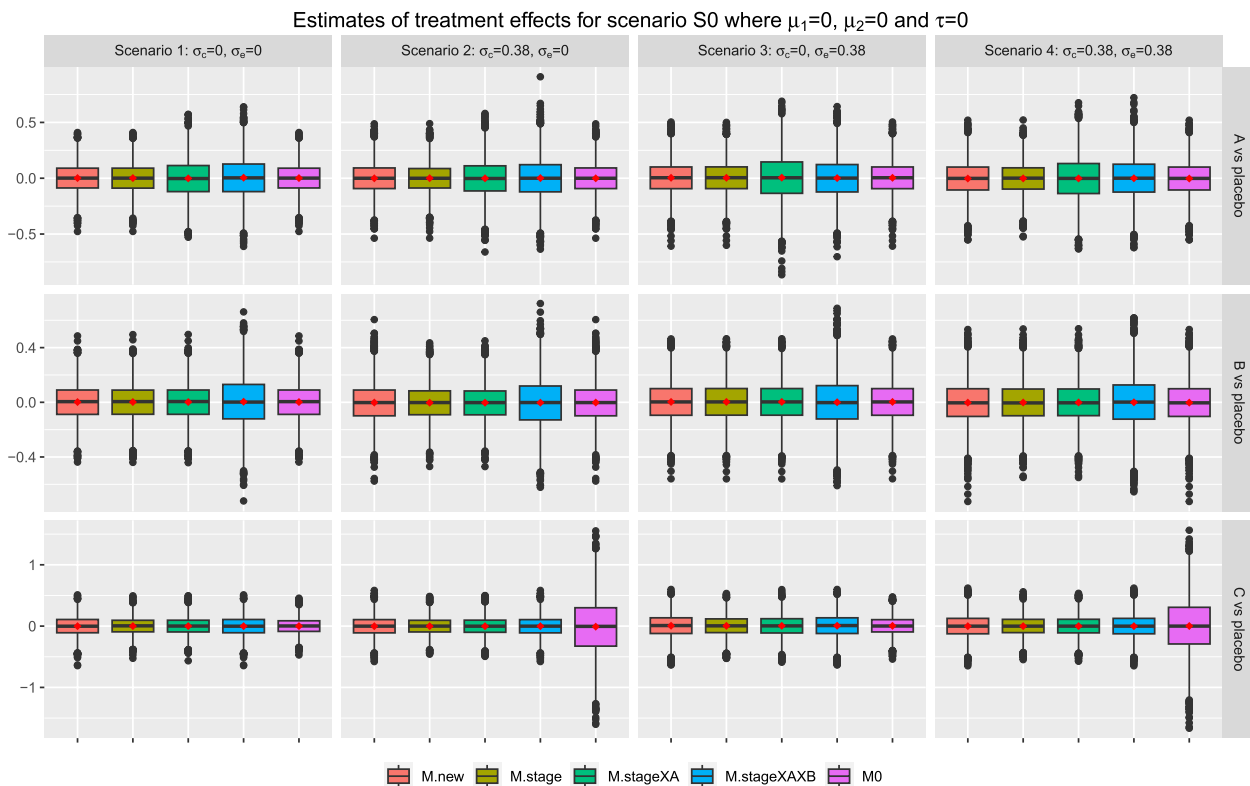 Estimates of treatment effects for scenario S0 where μ1=0, μ2=0 and τ=0
Scenario 1: σc=0, σe=0
Scenario 2: σc=0.38, σe=0
Scenario 3: σc=0, σe=0.38
Scenario 4: σc=0.38, σe=0.38
0.5
0.0
−0.5
A vs placebo
0.4
0.0
−0.4
B vs placebo
1
0
−1
C vs placebo
M.new M.stage M.stageXA M.stageXAXB M0